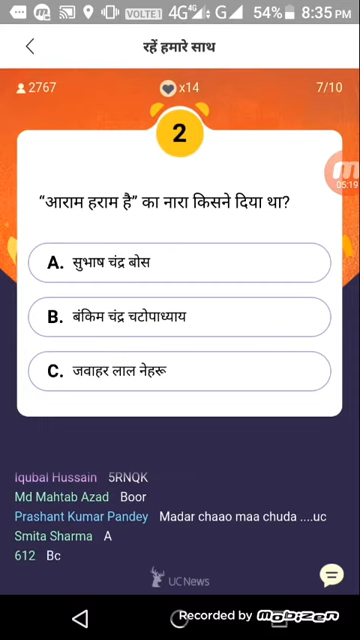 VOLTE1 4G 4G G 54% 8:35 PM
रहें हमारे साथ
2767 x14 7/10
2
05:19
“आराम हराम है” का नारा किसने दिया था?
A. सुभाष चंद्र बोस
B. बंकिम चंद्र चटोपाध्याय
C. जवाहर लाल नेहरू
Iqubal Hussain 5RNQK
Md Mahtab Azad Boor
Prashant Kumar Pandey Madar chaao maa chuda ....uc
Smita Sharma A
612 Bc
UC News
Recorded by mobizen